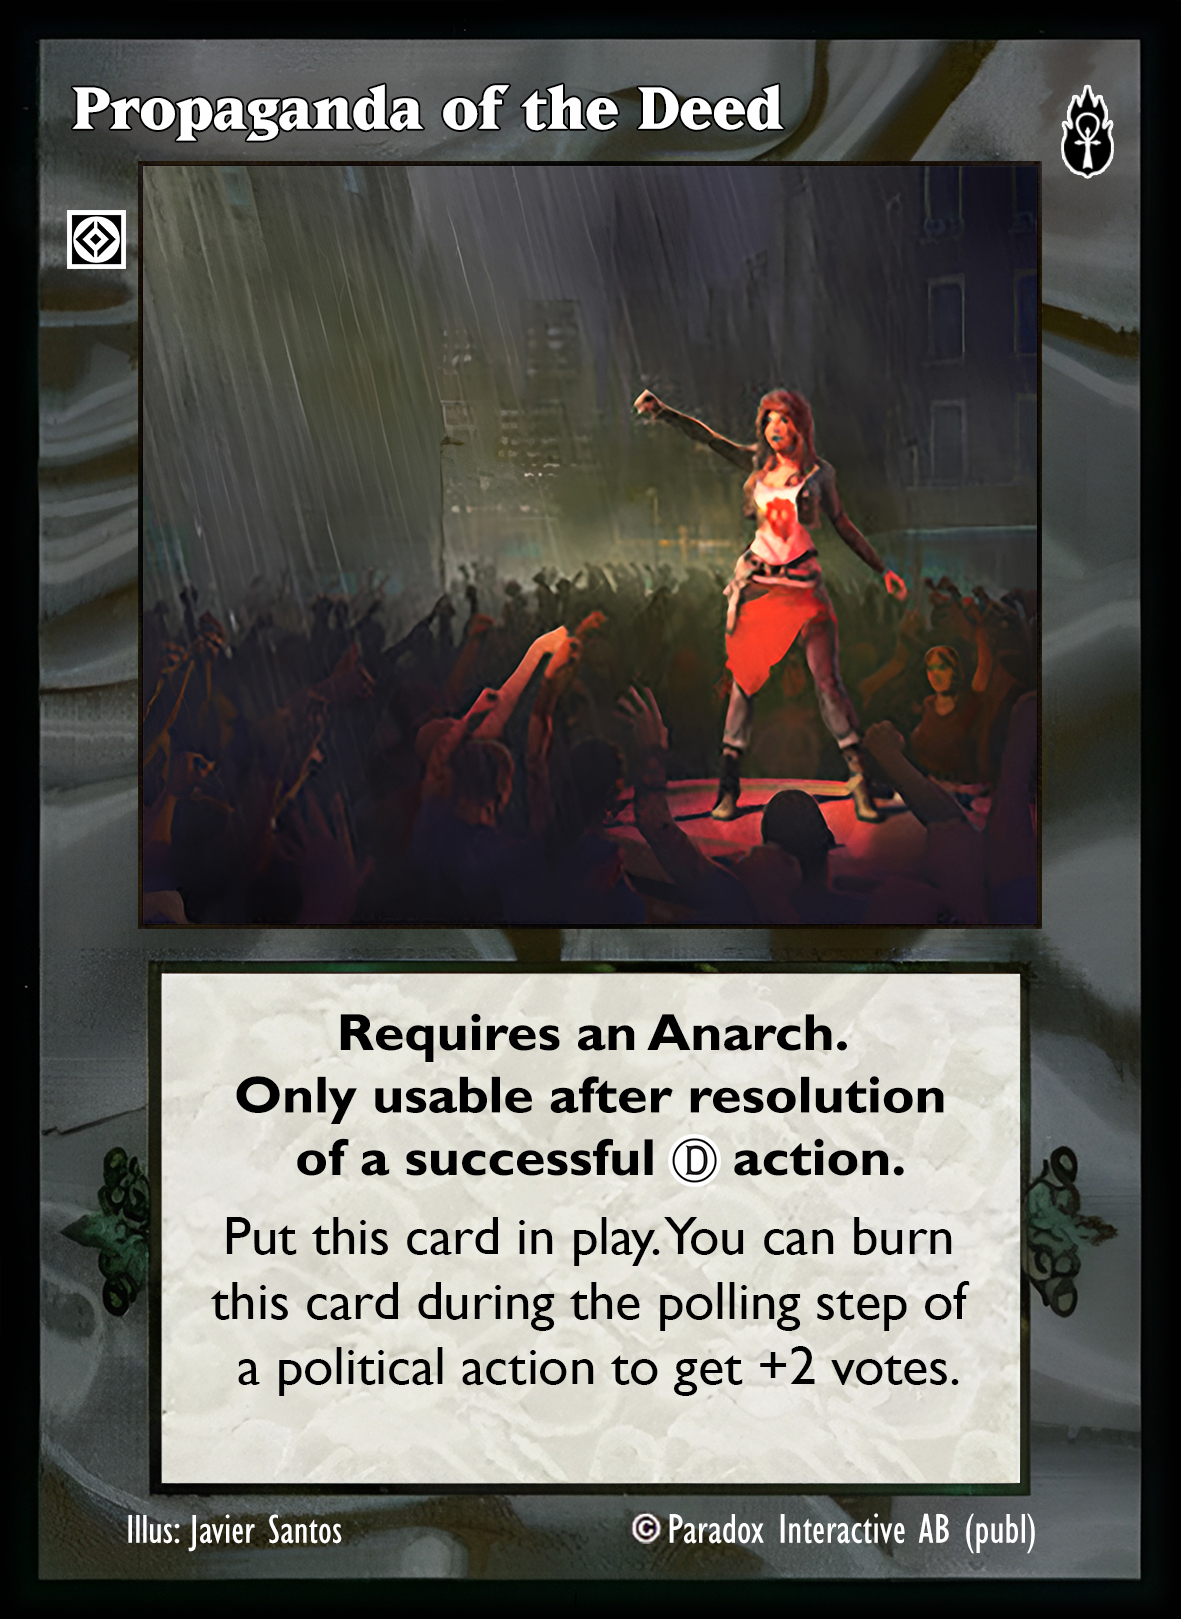 Propaganda of the Deed
Requires an Anarch.
Only usable after resolution
of a successful Ⓓ action.
Put this card in play. You can burn
this card during the polling step of
a political action to get +2 votes.
Illus: Javier Santos
© Paradox Interactive AB (publ)